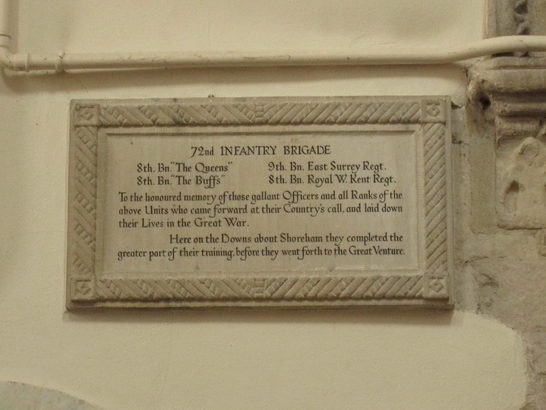 72nd INFANTRY BRIGADE
8th. Bn. "The Queens" 9th. Bn. East Surrey Regt.
8th. Bn. "The Buffs" 8th. Bn. Royal W. Kent Regt.
To the honoured memory of those gallant Officers and all Ranks of the
above Units who came forward at their Country's call, and laid down
their Lives in the Great War.
Here on the Downs about Shoreham they completed the
greater part of their training, before they went forth to the Great Venture.